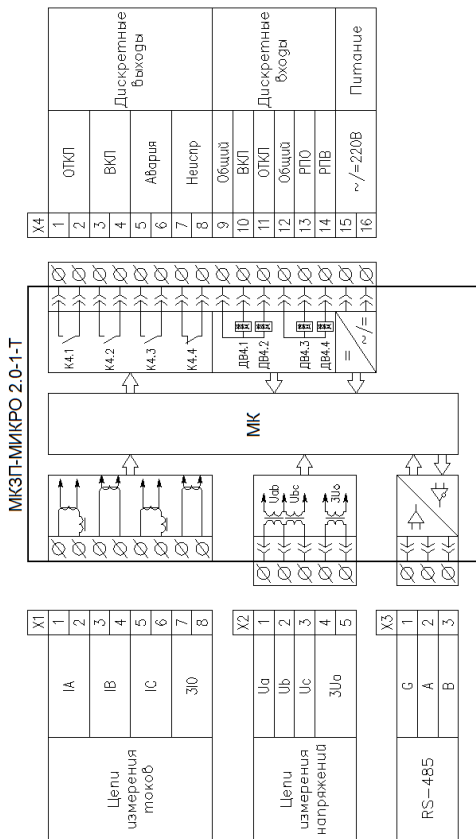 МКЗП-МИКРО 2.0-1-Т
X1
Цепи
измерения
токов
IA
1
2
IB
3
4
IC
5
6
3I0
7
8
X2
Цепи
измерения
напряжений
Ua
1
Ub
2
Uc
3
3Uo
4
5
X3
RS-485
G
1
A
2
B
3
Uab
Ubc
3Uo
МК
K4.1
K4.2
K4.3
K4.4
ДВ4.1
ДВ4.2
ДВ4.3
ДВ4.4
=
~/=
X4
1
ОТКЛ
2
3
ВКЛ
4
5
Авария
6
7
Неиспр
8
Дискретные
выходы
9
Общий
10
ВКЛ
11
ОТКЛ
12
Общий
13
РПО
14
РПВ
Дискретные
входы
15
~/=220В
16
Питание